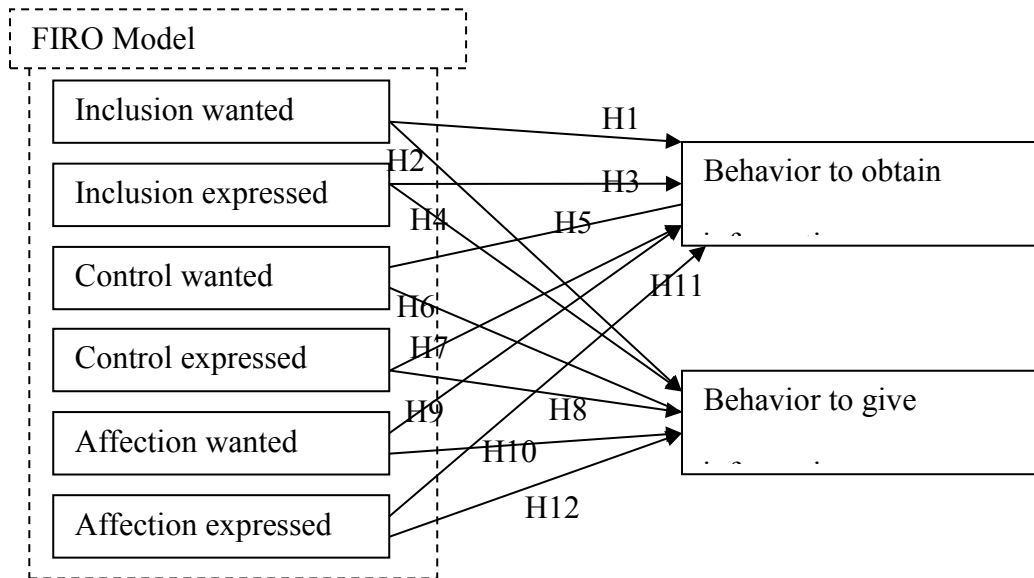 FIRO Model
Inclusion wanted
Inclusion expressed
Control wanted
Control expressed
Affection wanted
Affection expressed
H1
H2
H3
H4
H5
H6
H7
H8
H9
H10
H11
H12
Behavior to obtain
Behavior to give